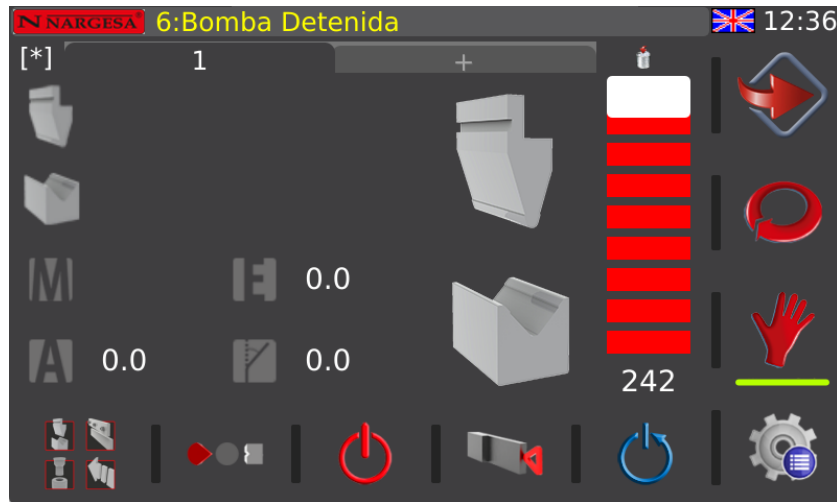 N NARGESA® 6:Bomba Detenida 12:36
[*] 1 +
M E 0.0
A 0.0 0.0
242